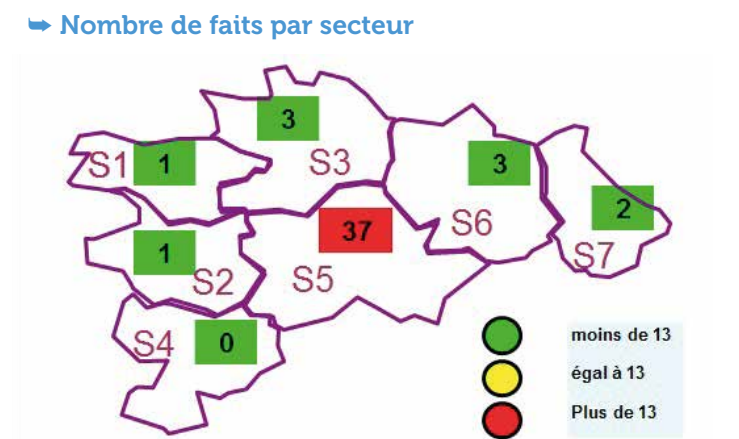 ➥ Nombre de faits par secteur
3
S3
S1 1
3
S6
2
S7
37
S5
1
S2
S4 0
moins de 13
égal à 13
Plus de 13